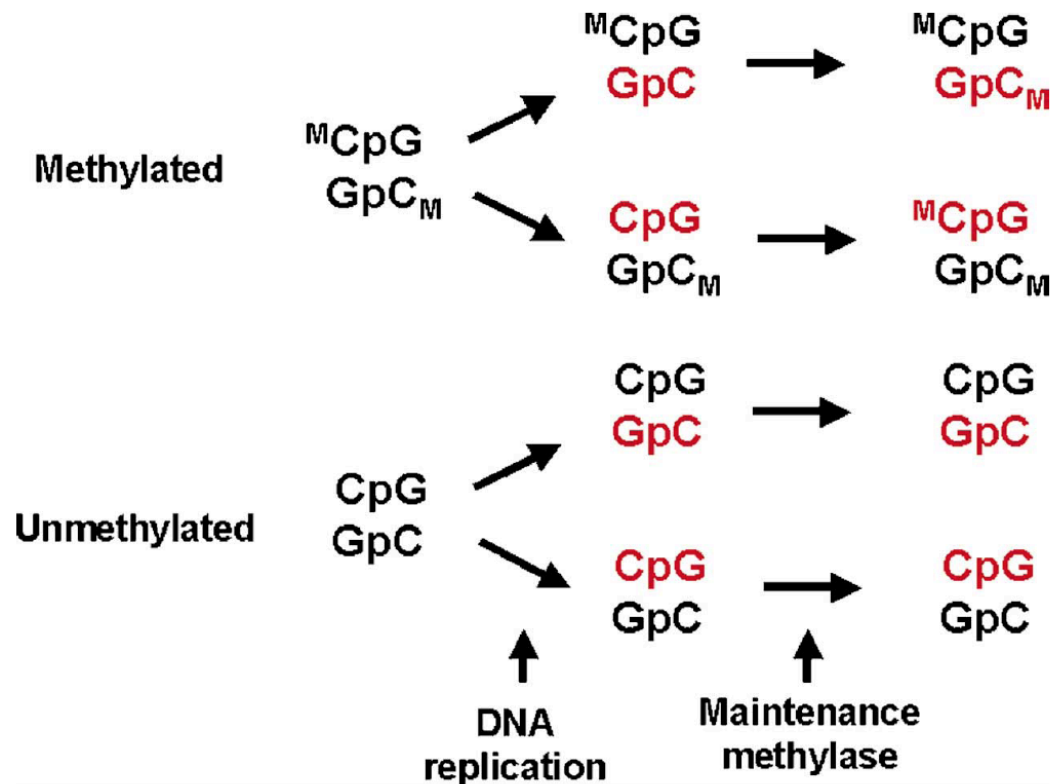 ᴹCpG
GpC
ᴹCpG
GpCM
Methylated
ᴹCpG
GpCM
CpG
GpCM
ᴹCpG
GpCM
CpG
GpC
CpG
GpC
Unmethylated
CpG
GpC
CpG
GpC
CpG
GpC
DNA
replication
Maintenance
methylase